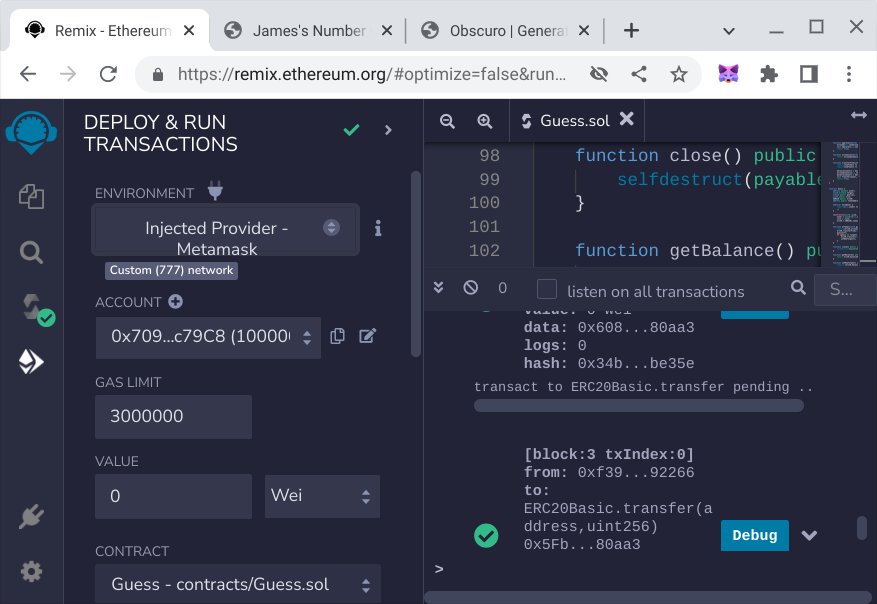 Remix - Ethereum
James's Number
Obscuro | Genera
https://remix.ethereum.org/#optimize=false&run...
DEPLOY & RUN
TRANSACTIONS
ENVIRONMENT
Injected Provider -
Metamask
Custom (777) network
ACCOUNT
0x709...c79C8 (10000
GAS LIMIT
3000000
VALUE
0
Wei
CONTRACT
Guess - contracts/Guess.sol
Guess.sol
98 function close() public
99 selfdestruct(payable
100 }
101
102 function getBalance() pu
0
listen on all transactions
S...
value: 0 wei
data: 0x608...80aa3
logs: 0
hash: 0x34b...be35e
transact to ERC20Basic.transfer pending ..
[block:3 txIndex:0]
from: 0xf39...92266
to:
ERC20Basic.transfer(a
ddress,uint256)
0x5Fb...80aa3
Debug
>